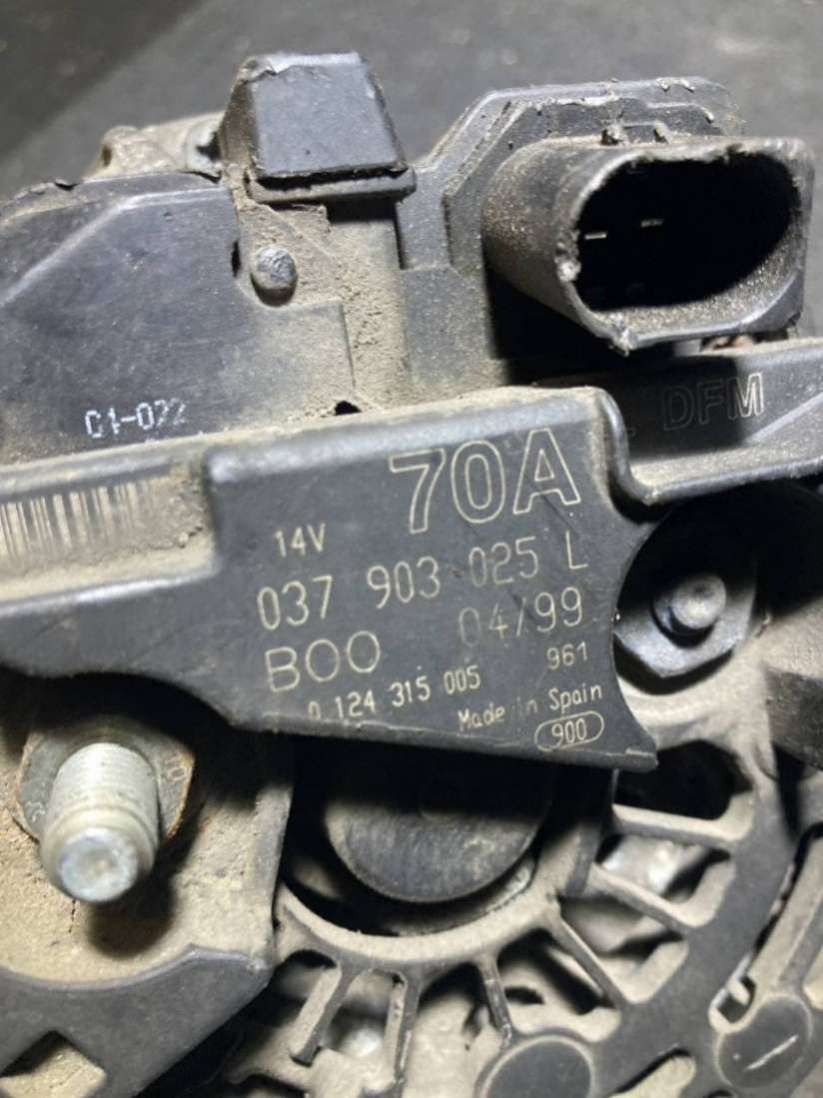 C1-022
L DFM
70A
14V
037 903 025 L
B00 04/99
0 124 315 005 961
Made in Spain
900